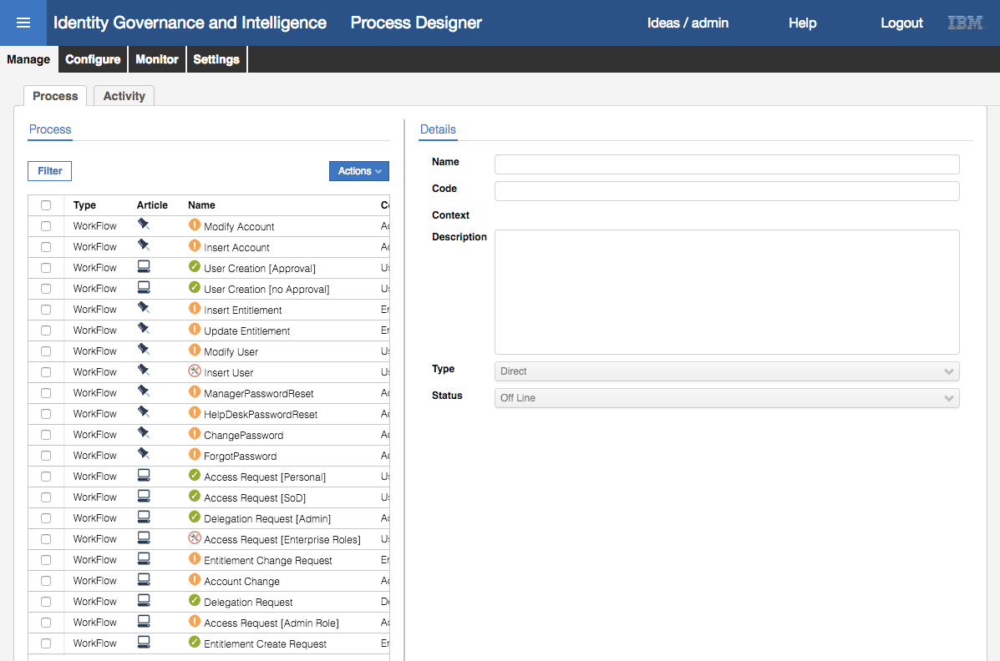 Identity Governance and Intelligence Process Designer Ideas / admin Help Logout IBM
Manage Configure Monitor Settings
Process Activity
Process
Filter Actions
Type Article Name C
WorkFlow Modify Account Ac
WorkFlow Insert Account Ac
WorkFlow User Creation [Approval] Us
WorkFlow User Creation [no Approval] Us
WorkFlow Insert Entitlement En
WorkFlow Update Entitlement En
WorkFlow Modify User Us
WorkFlow Insert User Us
WorkFlow ManagerPasswordReset Ac
WorkFlow HelpDeskPasswordReset Ac
WorkFlow ChangePassword Ac
WorkFlow ForgotPassword Ac
WorkFlow Access Request [Personal] Us
WorkFlow Access Request [SoD] Us
WorkFlow Delegation Request [Admin] Ac
WorkFlow Access Request [Enterprise Roles] Us
WorkFlow Entitlement Change Request En
WorkFlow Account Change Ac
WorkFlow Delegation Request De
WorkFlow Access Request [Admin Role] Ac
WorkFlow Entitlement Create Request En
Details
Name
Code
Context
Description
Type Direct
Status Off Line